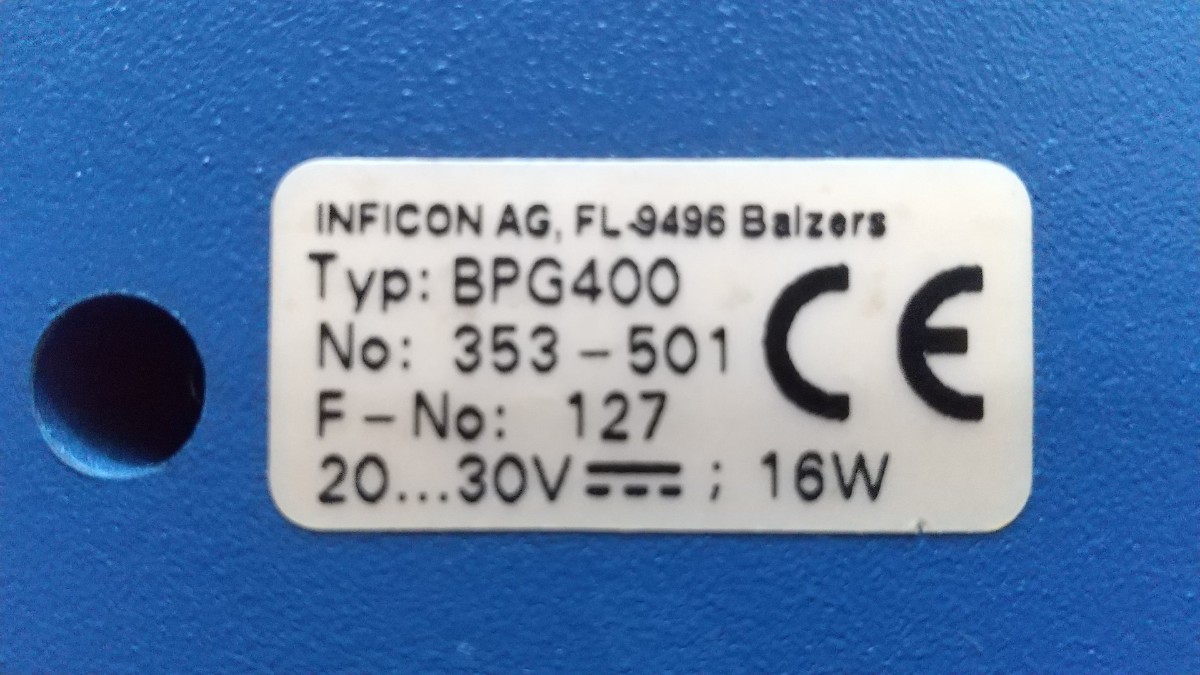 INFICON AG, FL-9496 Balzers
Typ: BPG400
No: 353-501
F-No: 127
20...30V⎓; 16W
CE